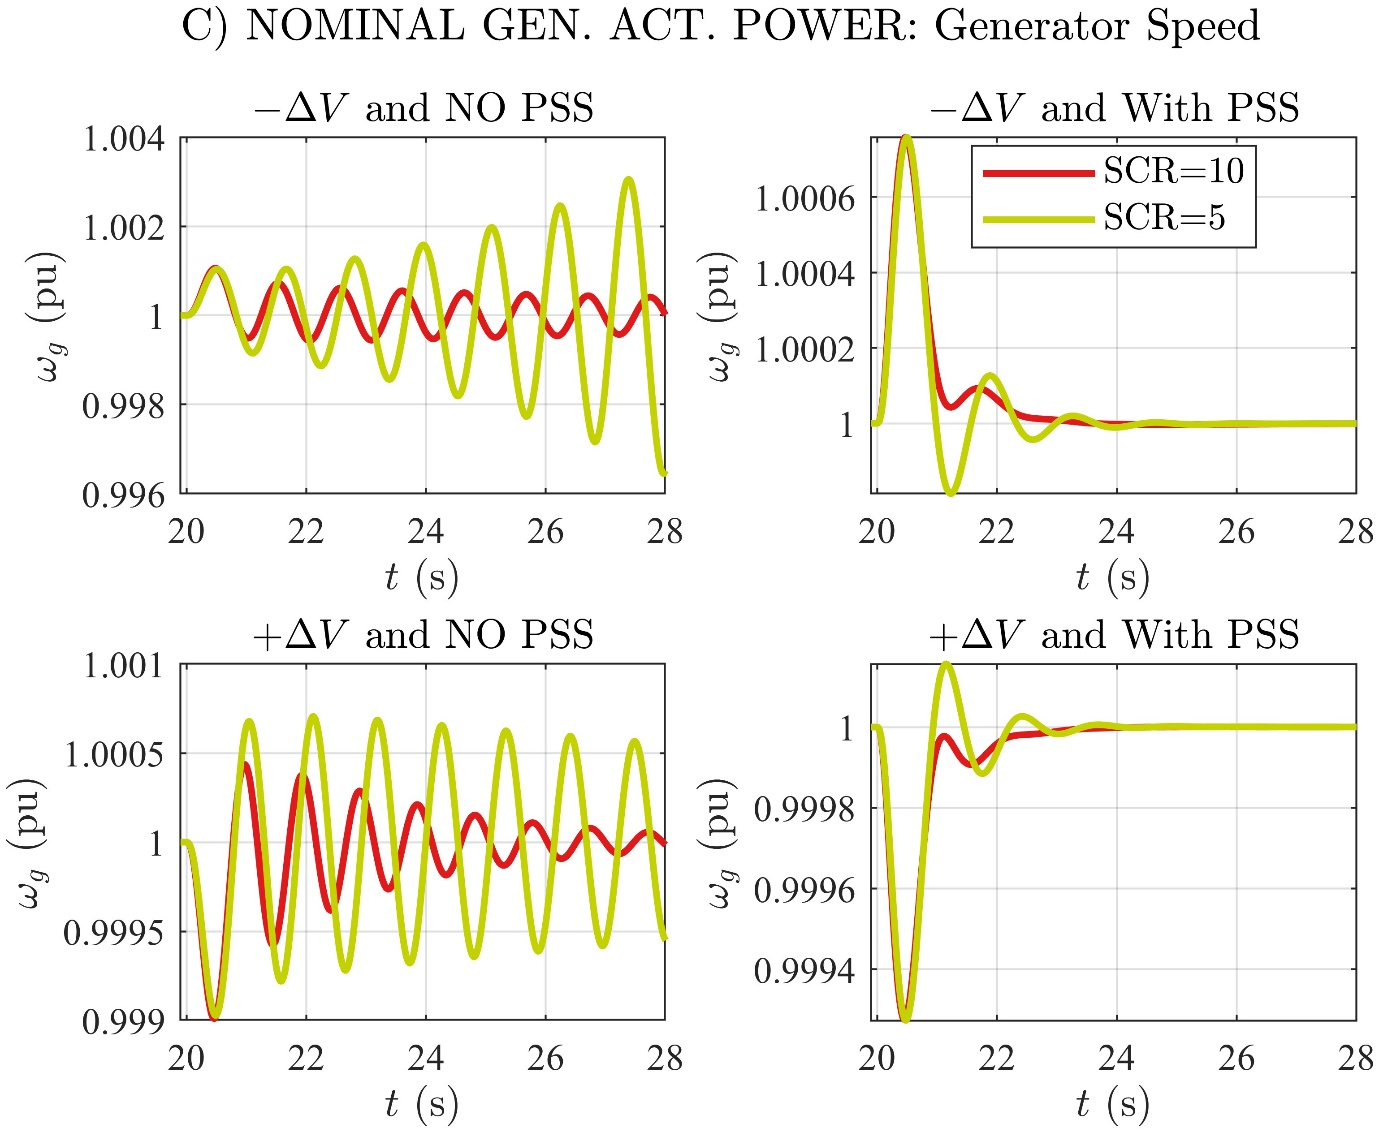 C) NOMINAL GEN. ACT. POWER: Generator Speed
−ΔV and NO PSS
1.004
1.002
1
0.998
0.996
ω_g (pu)
20 22 24 26 28
t (s)
−ΔV and With PSS
SCR=10
SCR=5
1.0006
1.0004
1.0002
1
ω_g (pu)
20 22 24 26 28
t (s)
+ΔV and NO PSS
1.001
1.0005
1
0.9995
0.999
ω_g (pu)
20 22 24 26 28
t (s)
+ΔV and With PSS
1
0.9998
0.9996
0.9994
ω_g (pu)
20 22 24 26 28
t (s)